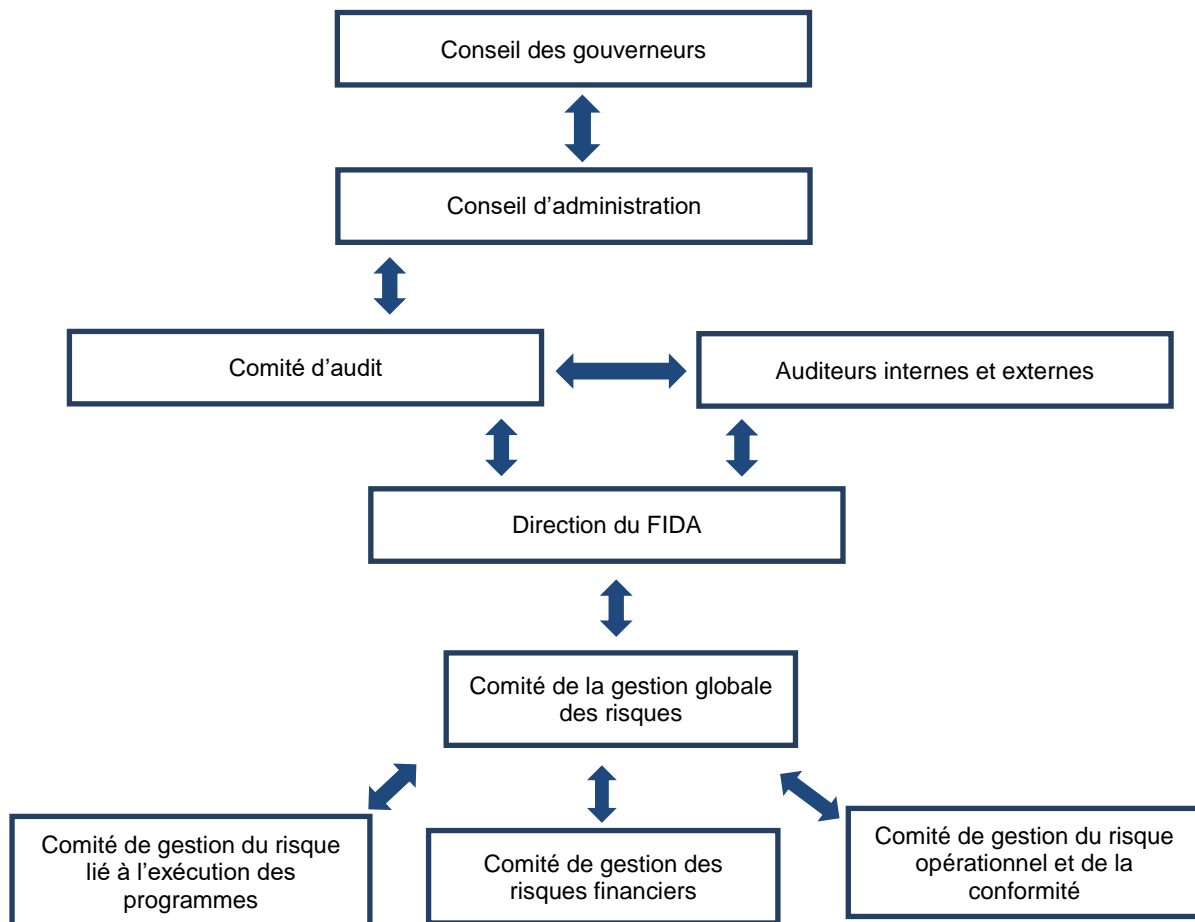 Conseil des gouverneurs
Conseil d’administration
Comité d’audit
Auditeurs internes et externes
Direction du FIDA
Comité de la gestion globale
des risques
Comité de gestion du risque
lié à l’exécution des
programmes
Comité de gestion des
risques financiers
Comité de gestion du risque
opérationnel et de la
conformité